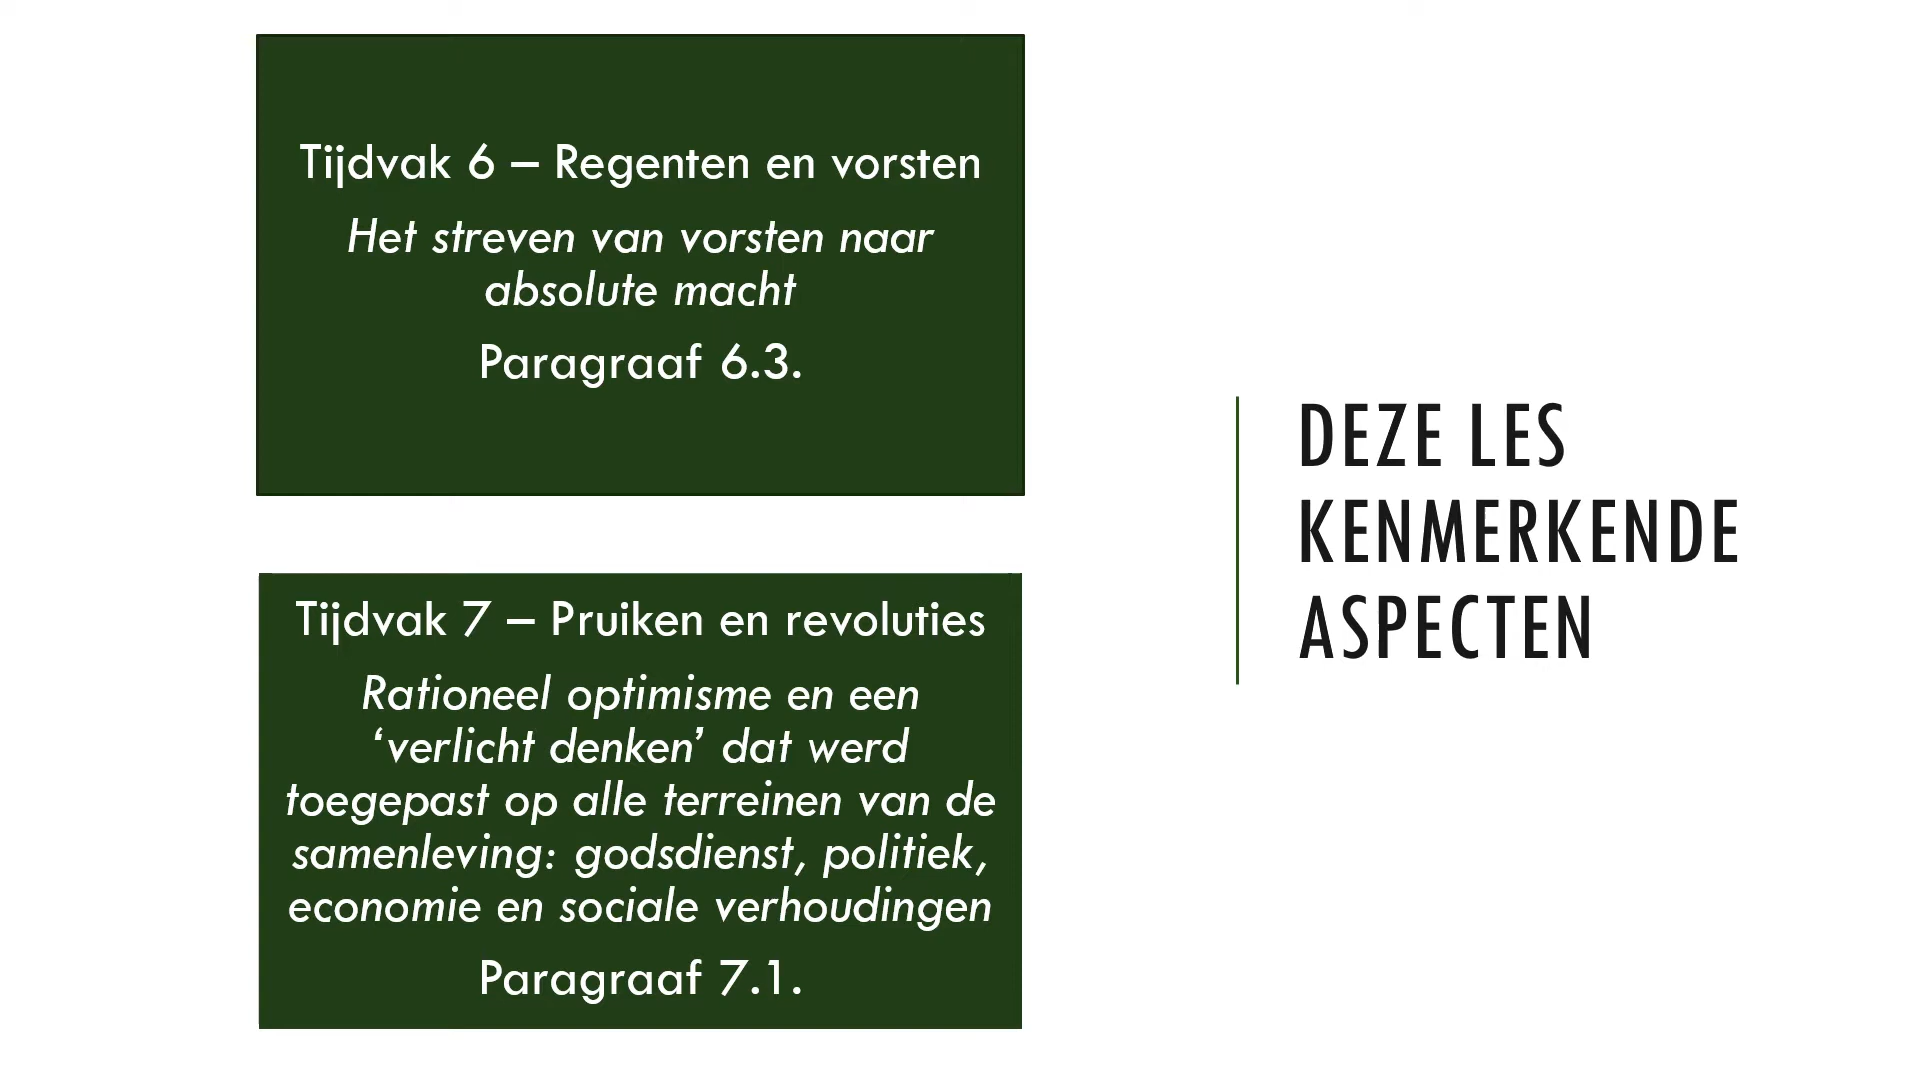 Tijdvak 6 – Regenten en vorsten
Het streven van vorsten naar
absolute macht
Paragraaf 6.3.
Tijdvak 7 – Pruiken en revoluties
Rationeel optimisme en een
‘verlicht denken’ dat werd
toegepast op alle terreinen van de
samenleving: godsdienst, politiek,
economie en sociale verhoudingen
Paragraaf 7.1.
DEZE LES
KENMERKENDE
ASPECTEN